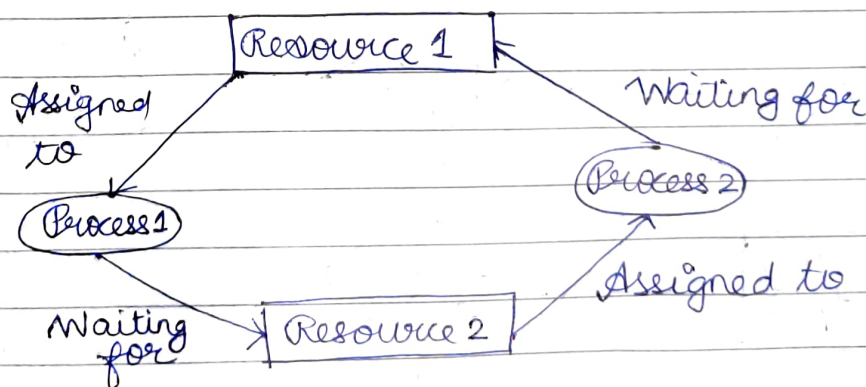 Resource 1
Assigned
to
Waiting for
Process 2
Process 1
Assigned to
Waiting
for
Resource 2